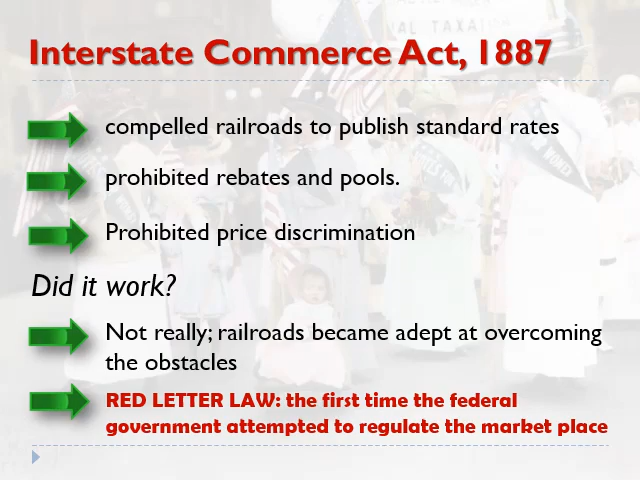 NAL TAXATION
Interstate Commerce Act, 1887
compelled railroads to publish standard rates
prohibited rebates and pools.
Prohibited price discrimination
Did it work?
Not really; railroads became adept at overcoming
the obstacles
RED LETTER LAW: the first time the federal
government attempted to regulate the market place